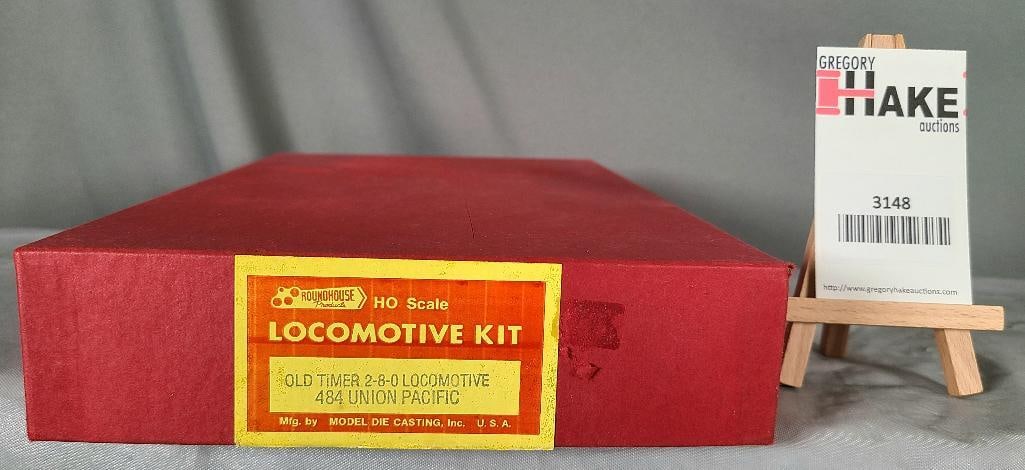 ROUNDHOUSE
Products
HO Scale
LOCOMOTIVE KIT
OLD TIMER 2-8-0 LOCOMOTIVE
484 UNION PACIFIC
Mfg. by MODEL DIE CASTING, Inc. U. S. A.
GREGORY
HAKE
auctions
3148
http://www.gregoryhakeauctions.com